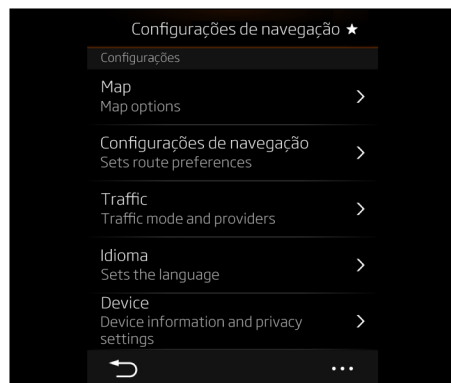 Configurações de navegação ★
Configurações
Map
Map options
Configurações de navegação
Sets route preferences
Traffic
Traffic mode and providers
Idioma
Sets the language
Device
Device information and privacy
settings